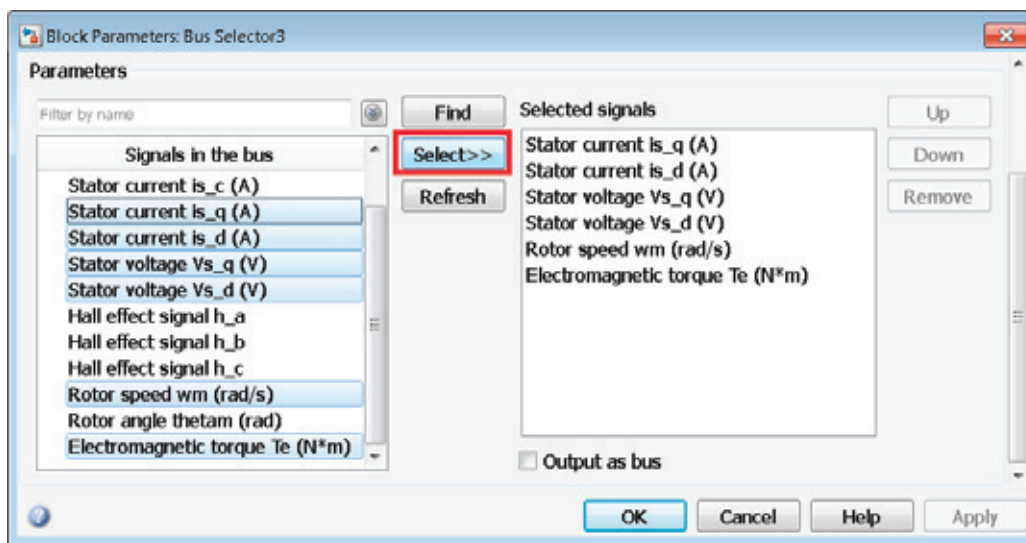 Block Parameters: Bus Selector3
Parameters
Filter by name
Find
Selected signals
Up
Signals in the bus
Select>>
Stator current is_q (A)
Down
Stator current is_c (A)
Stator current is_d (A)
Stator current is_q (A)
Refresh
Stator voltage Vs_q (V)
Remove
Stator current is_d (A)
Stator voltage Vs_d (V)
Stator voltage Vs_q (V)
Rotor speed wm (rad/s)
Stator voltage Vs_d (V)
Electromagnetic torque Te (N*m)
Hall effect signal h_a
Hall effect signal h_b
Hall effect signal h_c
Rotor speed wm (rad/s)
Rotor angle thetam (rad)
Electromagnetic torque Te (N*m)
Output as bus
OK
Cancel
Help
Apply